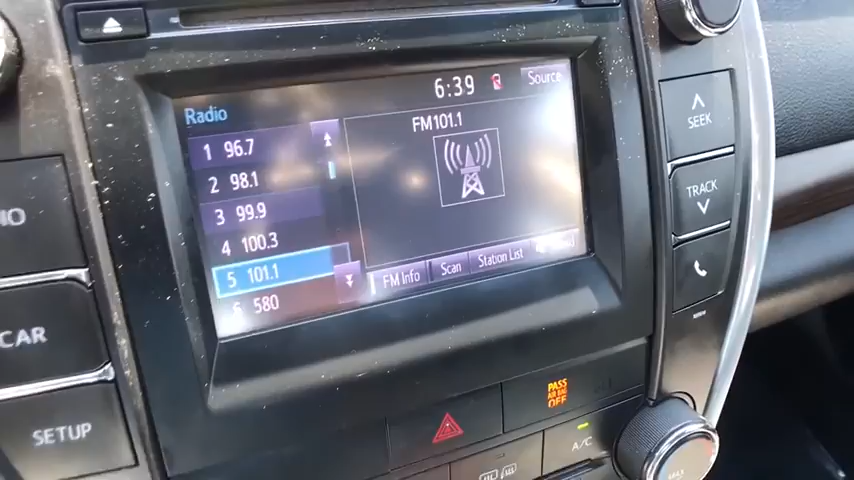 6:39
Source
Radio
FM101.1
1 96.7
2 98.1
3 99.9
4 100.3
5 101.1
6 580
FM Info
Scan
Station List
SEEK
TRACK
CAR
SETUP
PASS
AIR BAG
OFF
A/C